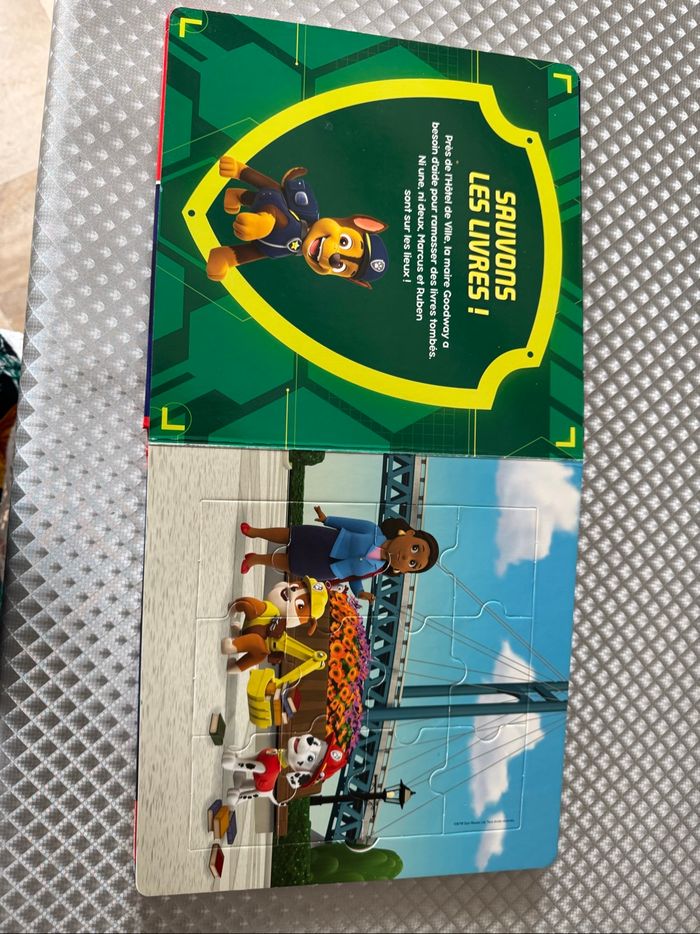 SAUVONS
LES LIVRES !
Près de l'Hôtel de Ville, la maire Goodway a
besoin d'aide pour ramasser des livres tombés.
Ni une, ni deux, Marcus et Ruben
sont sur les lieux !